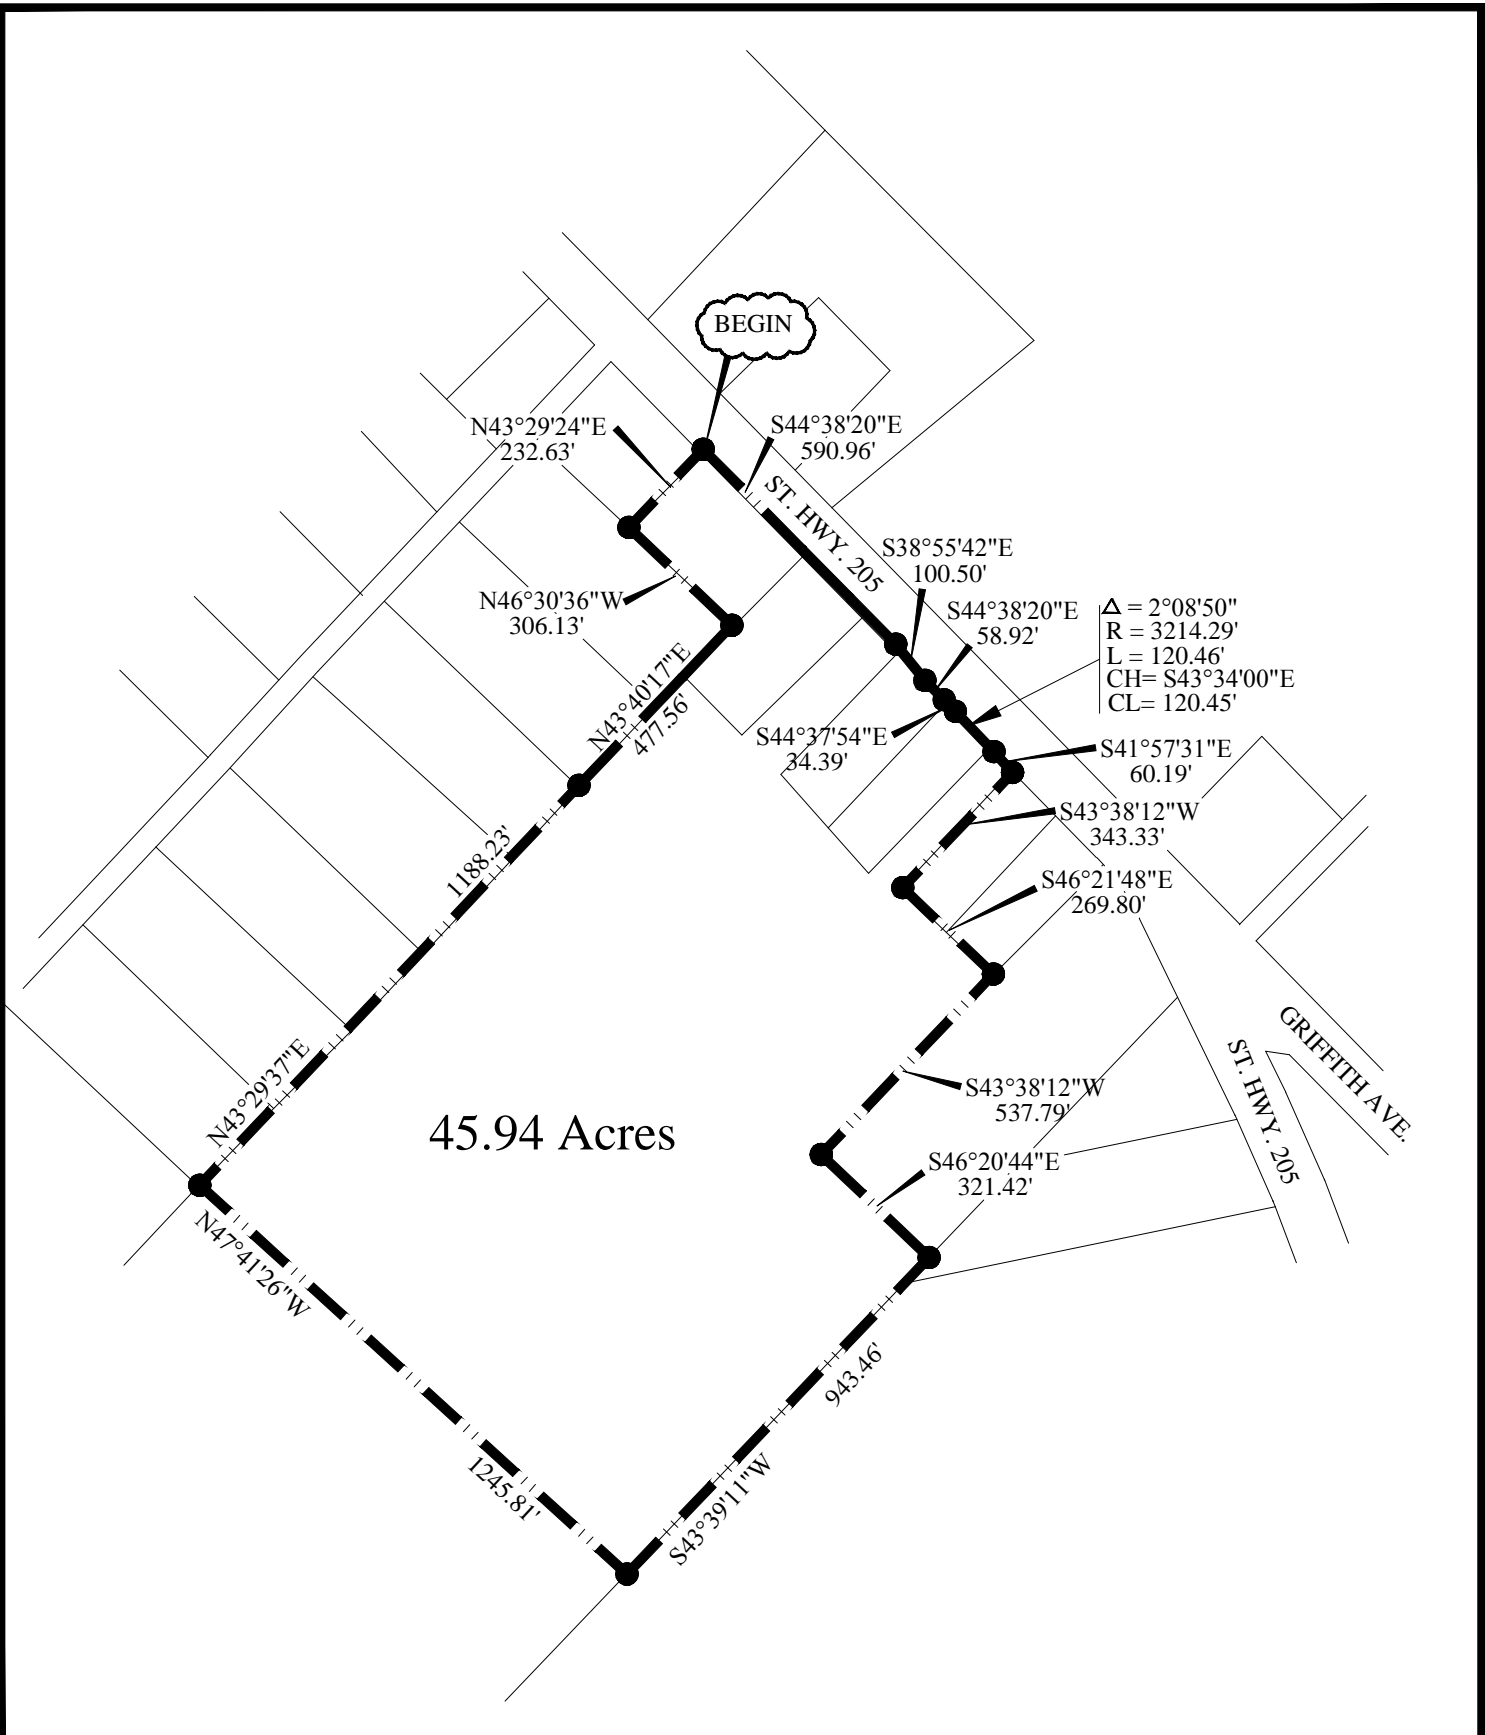 BEGIN
N43°29'24"E
232.63'
S44°38'20"E
590.96'
ST. HWY. 205
S38°55'42"E
100.50'
N46°30'36"W
306.13'
S44°38'20"E
58.92'
Δ = 2°08'50"
R = 3214.29'
L = 120.46'
CH= S43°34'00"E
CL= 120.45'
N43°40'17"E
477.56'
S44°37'54"E
34.39'
S41°57'31"E
60.19'
S43°38'12"W
343.33'
1188.23'
S46°21'48"E
269.80'
N43°29'37"E
GRIFFITH AVE.
ST. HWY. 205
S43°38'12"W
537.79'
45.94 Acres
S46°20'44"E
321.42'
N47°41'26"W
943.46'
1245.81'
S43°39'11"W